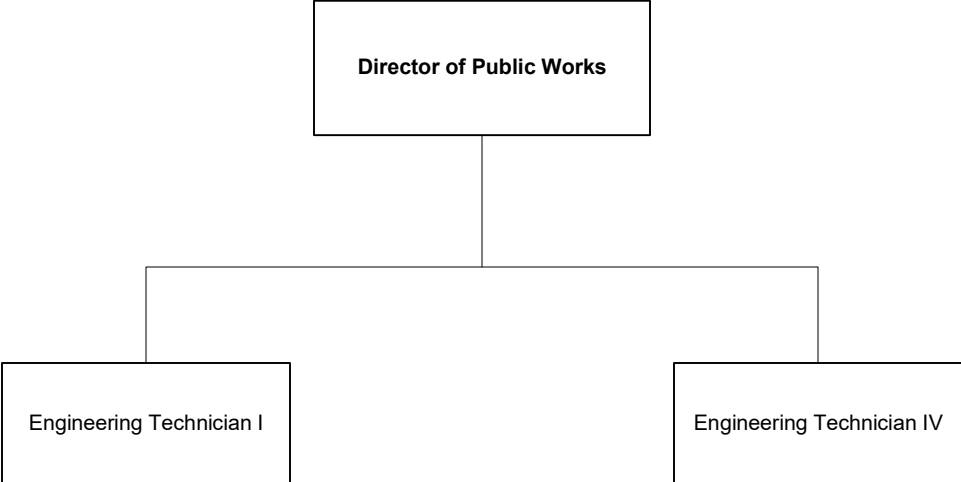 Director of Public Works
Engineering Technician I
Engineering Technician IV